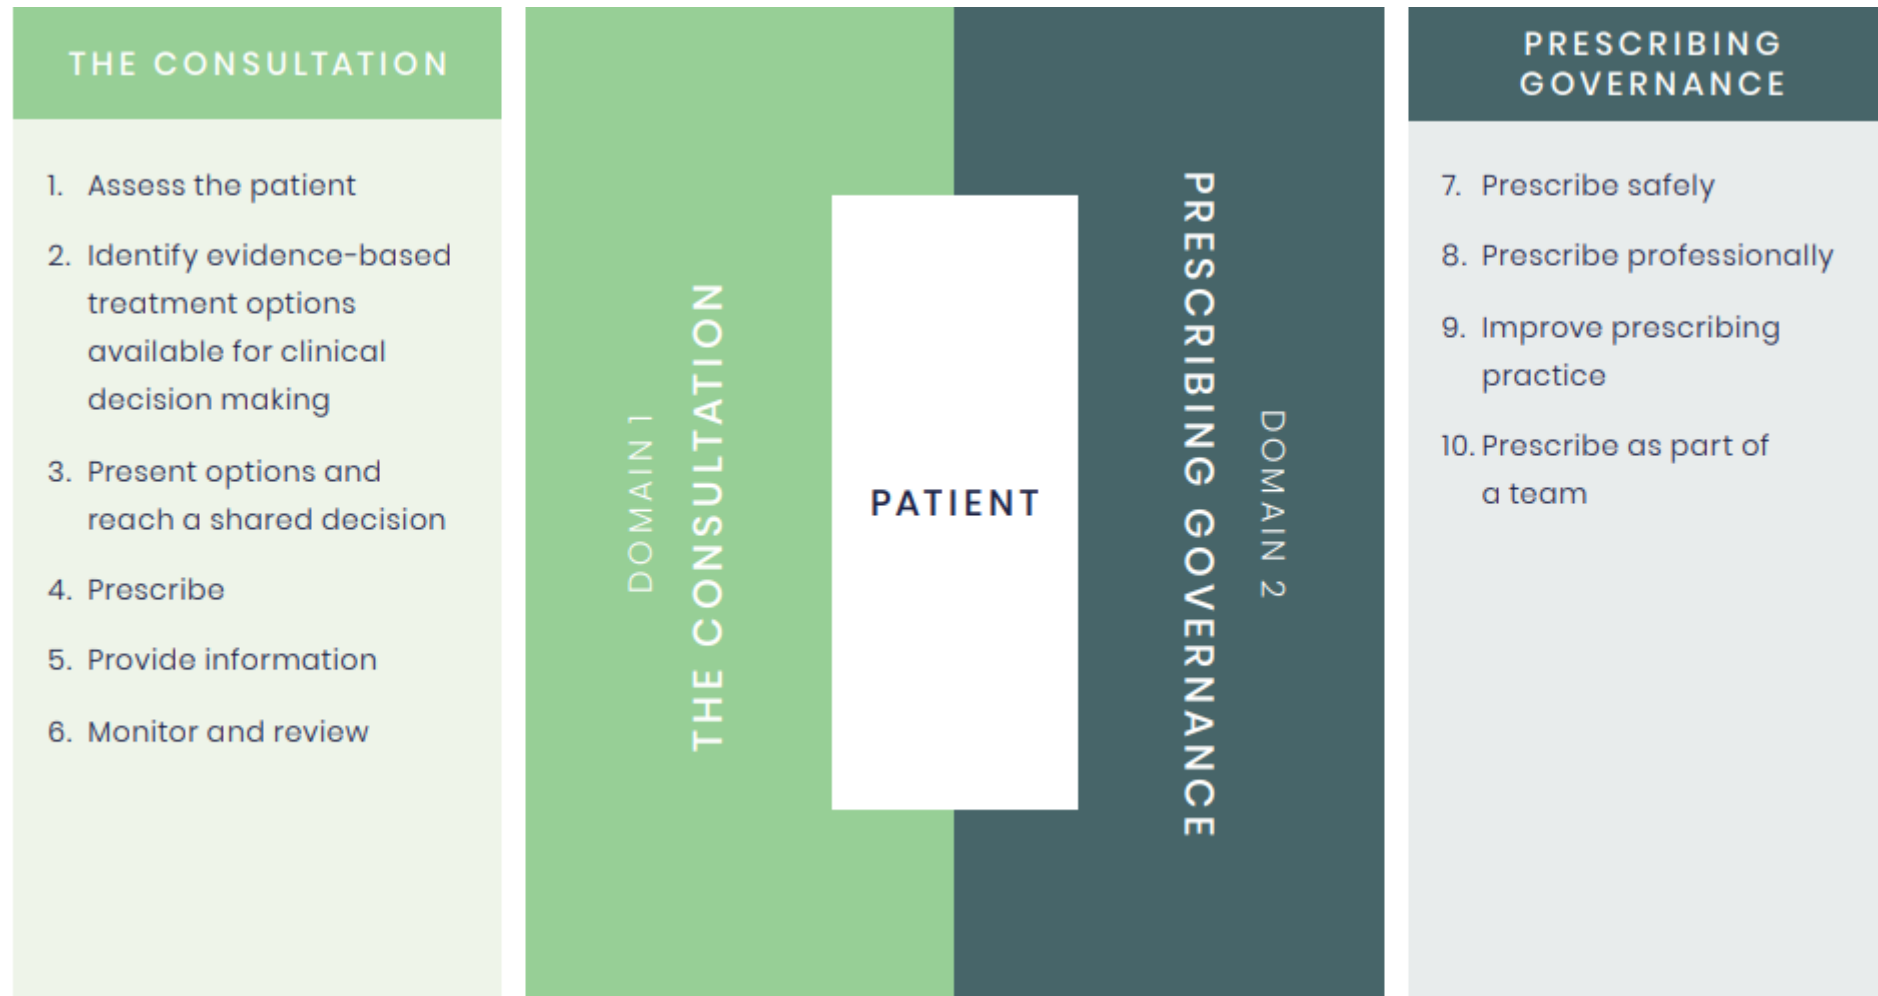 THE CONSULTATION
1. Assess the patient
2. Identify evidence-based
treatment options
available for clinical
decision making
3. Present options and
reach a shared decision
4. Prescribe
5. Provide information
6. Monitor and review
DOMAIN 1
THE CONSULTATION
PATIENT
PRESCRIBING GOVERNANCE
DOMAIN 2
PRESCRIBING
GOVERNANCE
7. Prescribe safely
8. Prescribe professionally
9. Improve prescribing
practice
10. Prescribe as part of
a team